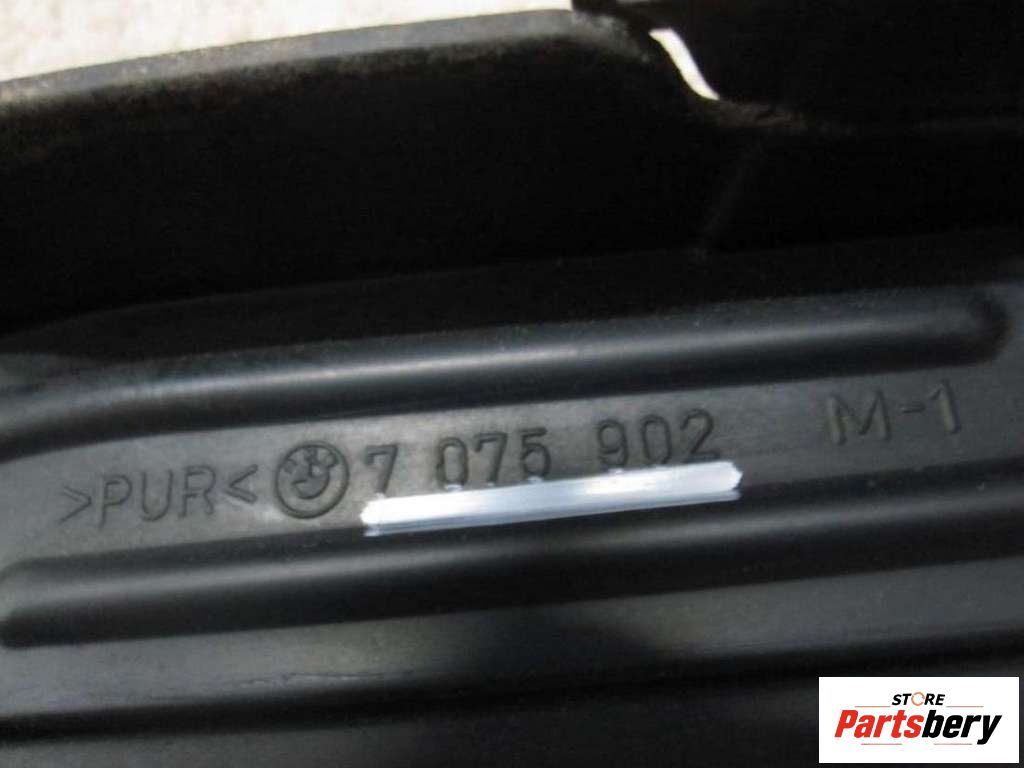 >PUR< 7 075 902 M-1
STORE
Partsbery